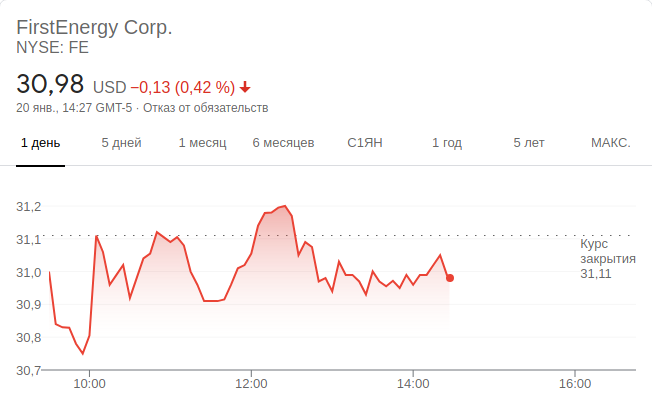 FirstEnergy Corp.
NYSE: FE
30,98 USD −0,13 (0,42 %)
20 янв., 14:27 GMT-5 · Отказ от обязательств
1 день 5 дней 1 месяц 6 месяцев С1ЯН 1 год 5 лет МАКС.
31,2
31,1
Курс
закрытия
31,11
31,0
30,9
30,8
30,7
10:00 12:00 14:00 16:00